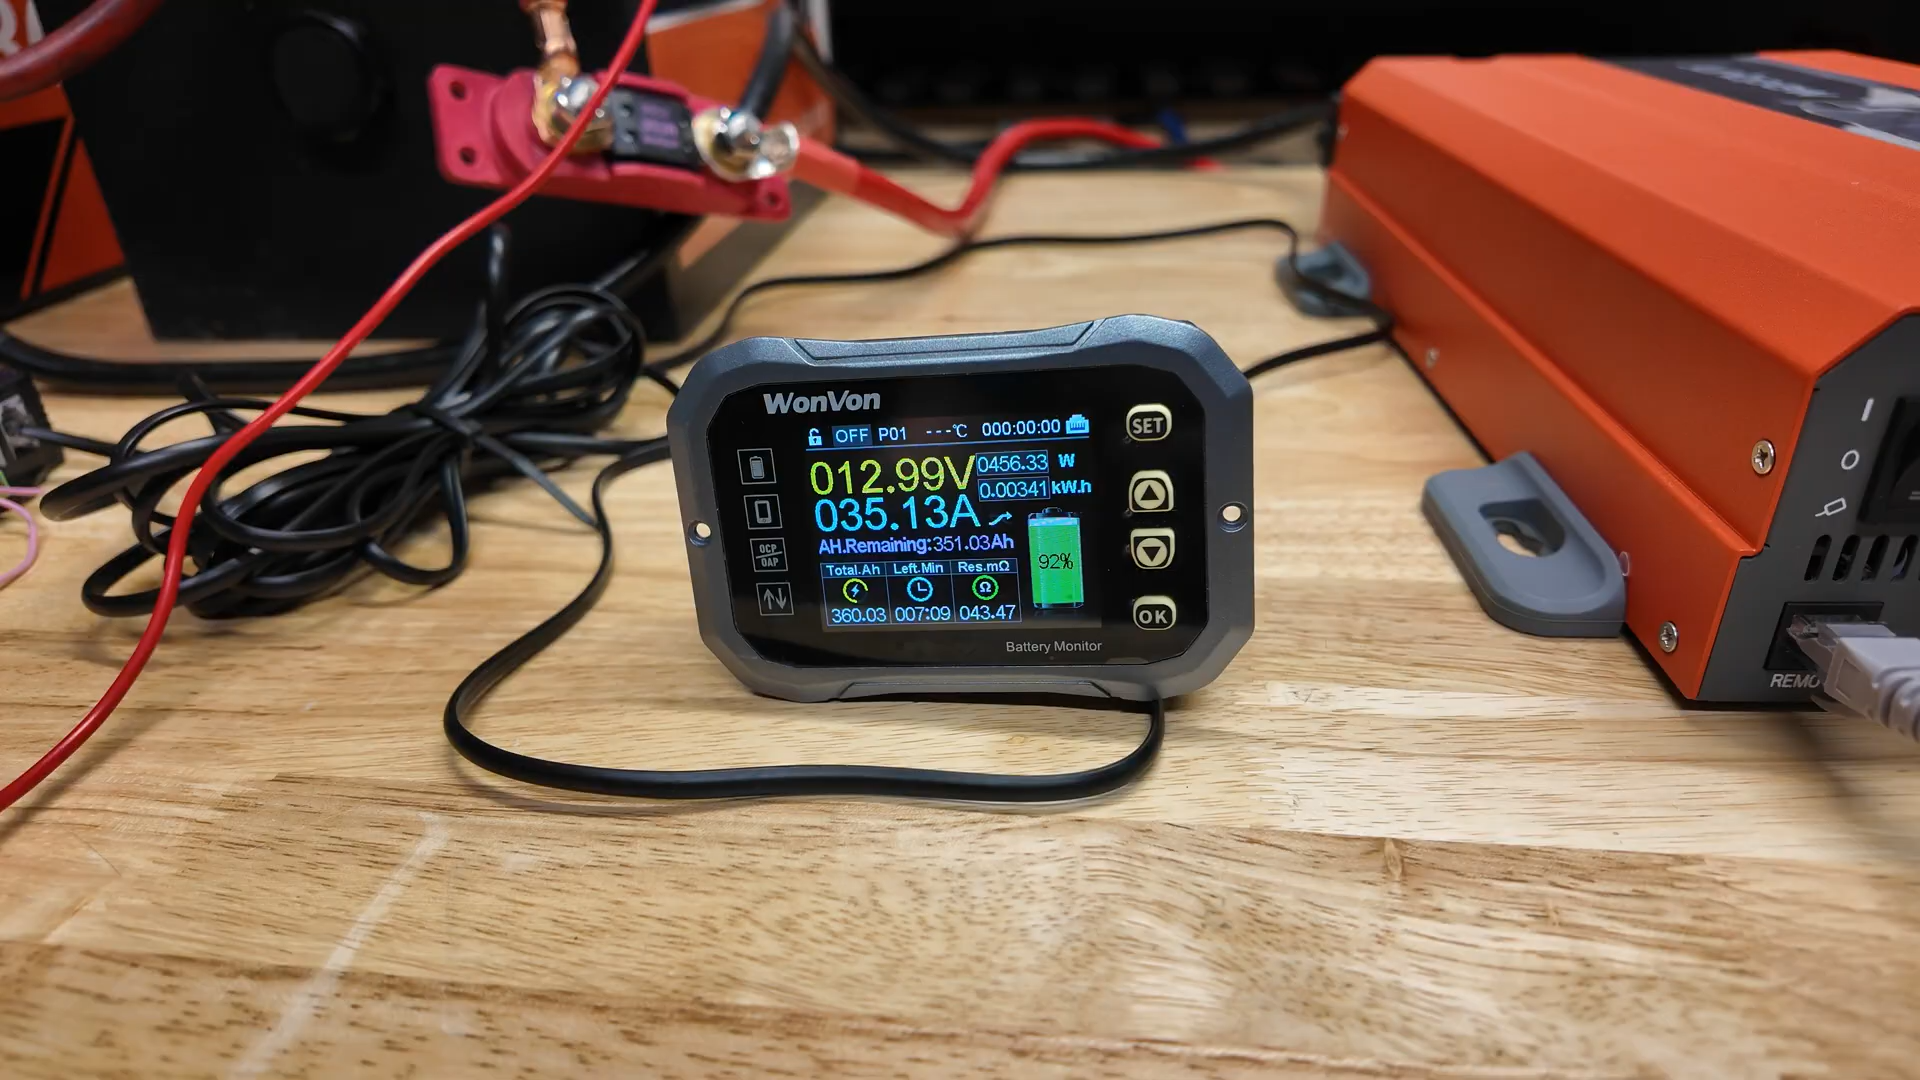 WonVon
OFF P01 ---℃ 000:00:00
SET
012.99V 0456.33 W
0.00341 kW.h
035.13A
AH.Remaining:351.03Ah
92%
OCP/OAP
Total.Ah Left.Min Res.mΩ
Ω
360.03 007:09 043.47
OK
Battery Monitor